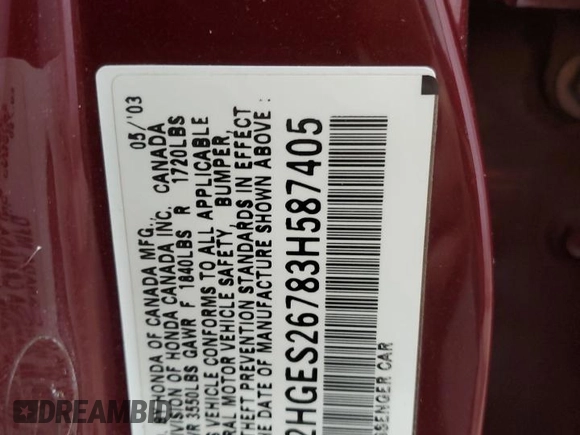 BY HONDA OF CANADA MFG., 05/'03
DIVISION OF HONDA CANADA INC. CANADA
3550LBS GAWR F 1840LBS R 1720LBS
VEHICLE CONFORMS TO ALL APPLICABLE
MOTOR VEHICLE SAFETY, BUMPER,
THEFT PREVENTION STANDARDS IN EFFECT
DATE OF MANUFACTURE SHOWN ABOVE:
2HGES26783H587405
CAR
DREAMBID